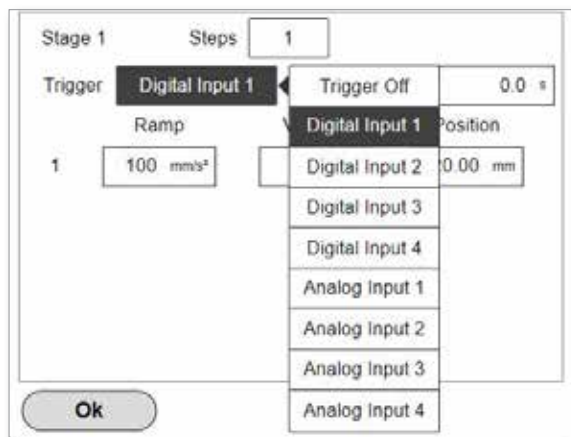 Stage 1 Steps 1
Trigger Digital Input 1 Trigger Off 0.0 s
Ramp Digital Input 1 Position
1 100 mm/s² Digital Input 2 0.00 mm
Digital Input 3
Digital Input 4
Analog Input 1
Analog Input 2
Analog Input 3
Ok Analog Input 4